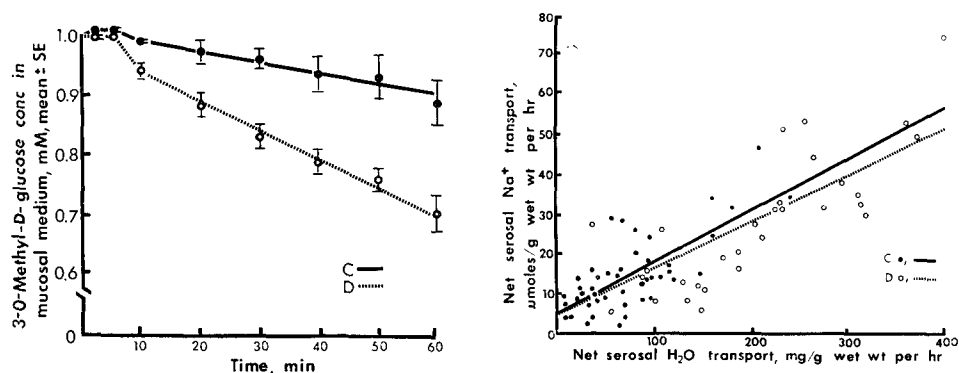 3-O-Methyl-D-glucose conc in
mucosal medium, mM, mean ± SE
1.0
0.9
0.8
0.7
0.6
0
10
20
30
40
50
60
Time, min
C
D
Net serosal Na⁺ transport,
μmoles/g wet wt per hr
80
70
60
50
40
30
20
10
0
100
200
300
400
Net serosal H₂O transport, mg/g wet wt per hr
C •,
D o,